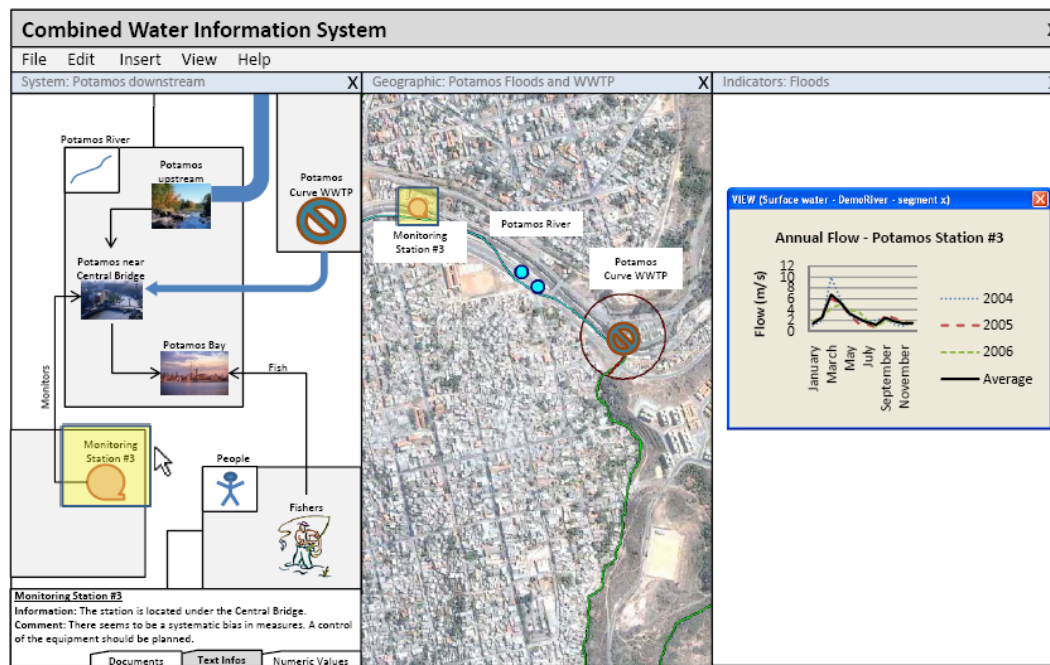 Combined Water Information System
X
File Edit Insert View Help
System: Potamos downstream X
Geographic: Potamos Floods and WWTP X
Indicators: Floods
Potamos River
Potamos
upstream
Potamos
Curve WWTP
Potamos near
Central Bridge
Potamos Bay
Fish
Monitors
Monitoring
Station #3
People
Fishers
Monitoring Station #3
Information: The station is located under the Central Bridge.
Comment: There seems to be a systematic bias in measures. A control
of the equipment should be planned.
Documents Text Infos Numeric Values
Monitoring
Station #3
Potamos River
Potamos
Curve WWTP
VIEW (Surface water - DemoRiver - segment x) X
Annual Flow - Potamos Station #3
Flow (m/s)
12
10
8
6
4
2
0
January
March
May
July
September
November
2004
2005
2006
Average